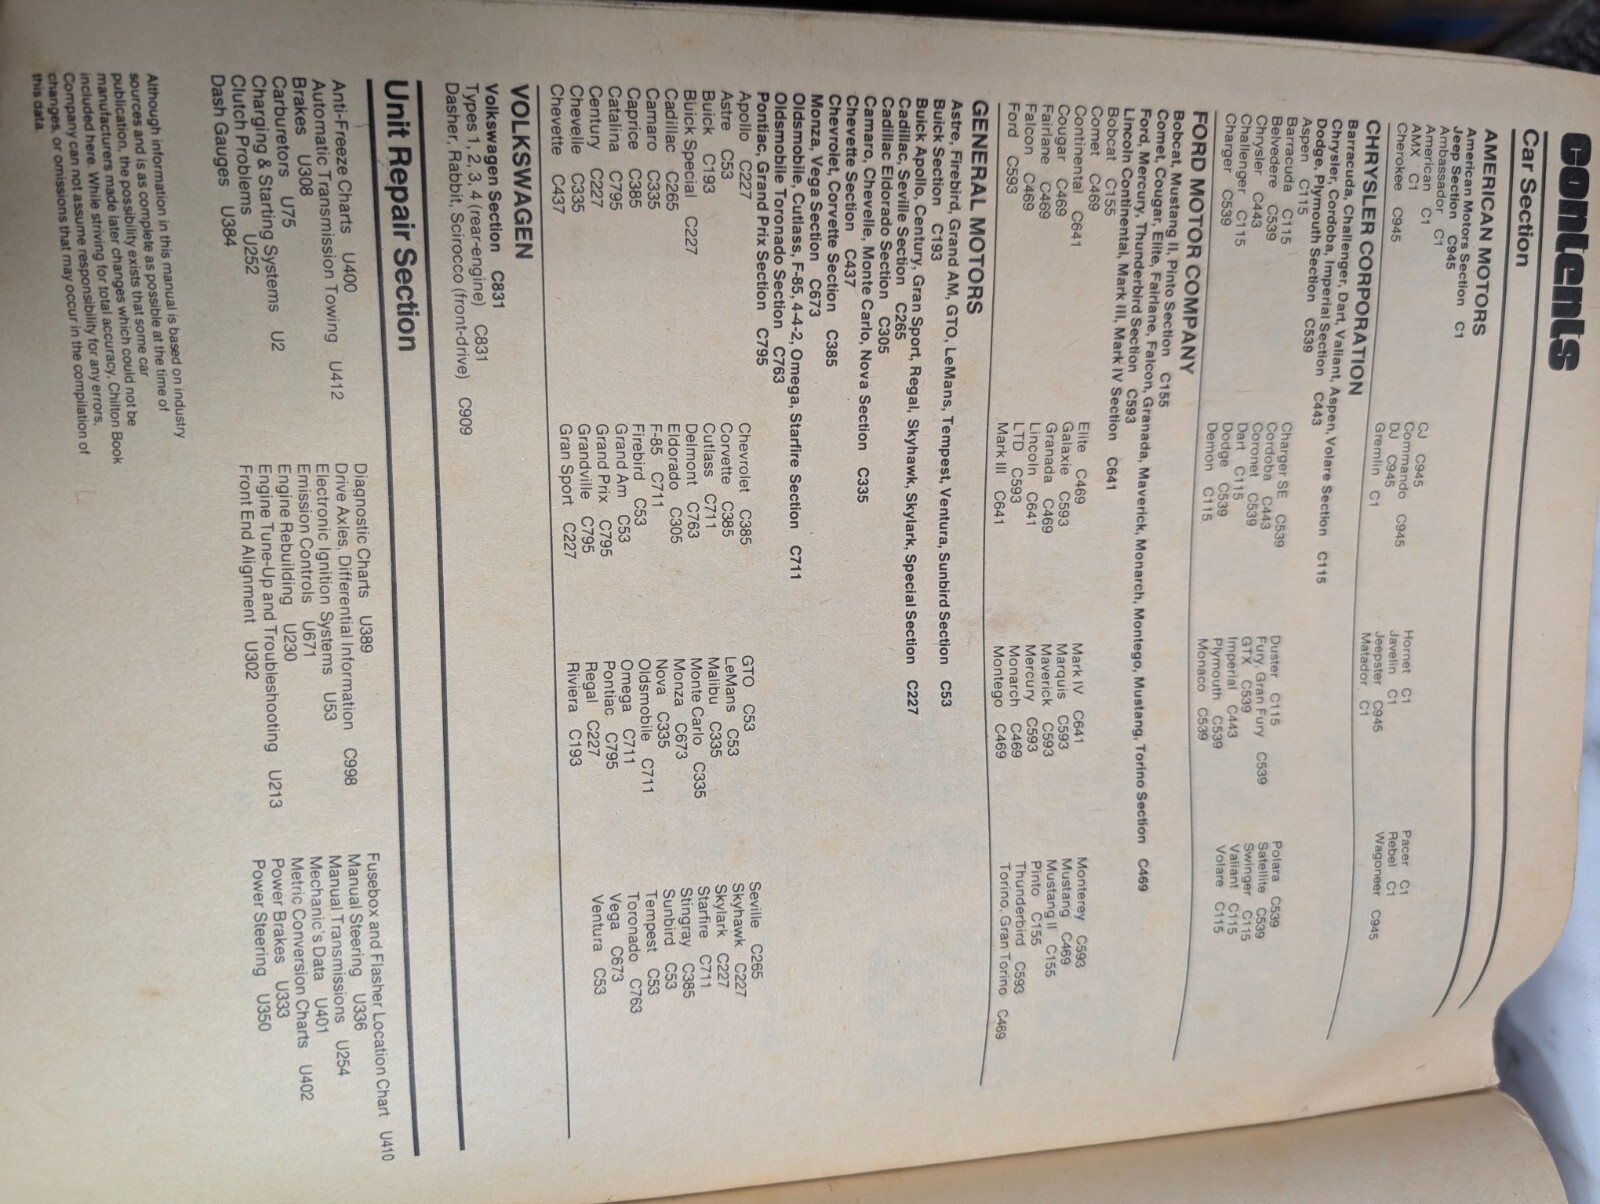 contents
Car Section
AMERICAN MOTORS
American Motors Section C1
Jeep Section C945
Ambassador C1
American C1
AMX C1
Cherokee C945
CJ C945
Commando C945
DJ C945
Gremlin C1
Hornet C1
Javelin C1
Jeepster C945
Matador C1
Pacer C1
Rebel C1
Wagoneer C945
CHRYSLER CORPORATION
Barracuda, Challenger, Dart, Valiant, Aspen, Volare Section C115
Chrysler, Cordoba, Imperial Section C443
Dodge, Plymouth Section C539
Aspen C115
Barracuda C115
Belvedere C539
Chrysler C443
Challenger C115
Charger C539
Charger SE C539
Cordoba C443
Coronet C539
Dart C115
Dodge C539
Demon C115
Duster C115
Fury, Gran Fury C539
GTX C539
Imperial C443
Plymouth C539
Monaco C539
Polara C539
Satellite C539
Swinger C115
Valiant C115
Volare C115
FORD MOTOR COMPANY
Bobcat, Mustang II, Pinto Section C155
Comet, Cougar, Elite, Fairlane, Falcon, Granada, Maverick, Monarch, Montego, Mustang, Torino Section C469
Ford, Mercury, Thunderbird Section C593
Lincoln Continental, Mark III, Mark IV Section C641
Bobcat C155
Comet C469
Continental C641
Cougar C469
Fairlane C469
Falcon C469
Ford C593
Elite C469
Galaxie C593
Granada C469
Lincoln C641
LTD C593
Mark III C641
Mark IV C641
Marquis C593
Maverick C593
Mercury C593
Monarch C469
Montego C469
Monterey C593
Mustang C469
Mustang II C155
Pinto C155
Thunderbird C593
Torino, Gran Torino C469
GENERAL MOTORS
Astre, Firebird, Grand AM, GTO, LeMans, Tempest, Ventura, Sunbird Section C53
Buick Section C193
Buick Apollo, Century, Gran Sport, Regal, Skyhawk, Skylark, Special Section C227
Cadillac, Seville Section C265
Cadillac Eldorado Section C305
Camaro, Chevelle, Monte Carlo, Nova Section C335
Chevette Section C437
Chevrolet, Corvette Section C385
Monza, Vega Section C673
Oldsmobile, Cutlass, F-85, 4-4-2, Omega, Starfire Section C711
Oldsmobile Toronado Section C763
Pontiac, Grand Prix Section C795
Apollo C227
Astre C53
Buick C193
Buick Special C227
Cadillac C265
Camaro C335
Caprice C385
Catalina C795
Century C227
Chevelle C335
Chevette C437
Chevrolet C385
Corvette C385
Cutlass C711
Delmont C763
Eldorado C305
F-85 C711
Firebird C53
Grand Am C53
Grand Prix C795
Grandville C795
Gran Sport C227
GTO C53
LeMans C53
Malibu C335
Monte Carlo C335
Monza C673
Nova C335
Oldsmobile C711
Omega C711
Pontiac C795
Regal C227
Riviera C193
Seville C265
Skyhawk C227
Skylark C227
Starfire C711
Stingray C385
Sunbird C53
Tempest C53
Toronado C763
Vega C673
Ventura C53
VOLKSWAGEN
Volkswagen Section C831
Types 1, 2, 3, 4 (rear-engine) C831
Dasher, Rabbit, Scirocco (front-drive) C909
Unit Repair Section
Anti-Freeze Charts U400
Automatic Transmission Towing U412
Brakes U308
Carburetors U75
Charging & Starting Systems U2
Clutch Problems U252
Dash Gauges U384
Diagnostic Charts U389
Drive Axles, Differential Information C998
Electronic Ignition Systems U53
Emission Controls U671
Engine Rebuilding U230
Engine Tune-Up and Troubleshooting U213
Front End Alignment U302
Fusebox and Flasher Location Chart U410
Manual Steering U336
Manual Transmissions U254
Mechanic's Data U401
Metric Conversion Charts U402
Power Brakes U333
Power Steering U350
Although information in this manual is based on industry
sources and is as complete as possible at the time of
publication, the possibility exists that some car
manufacturers made later changes which could not be
included here. While striving for total accuracy, Chilton Book
Company can not assume responsibility for any errors,
changes, or omissions that may occur in the compilation of
this data.